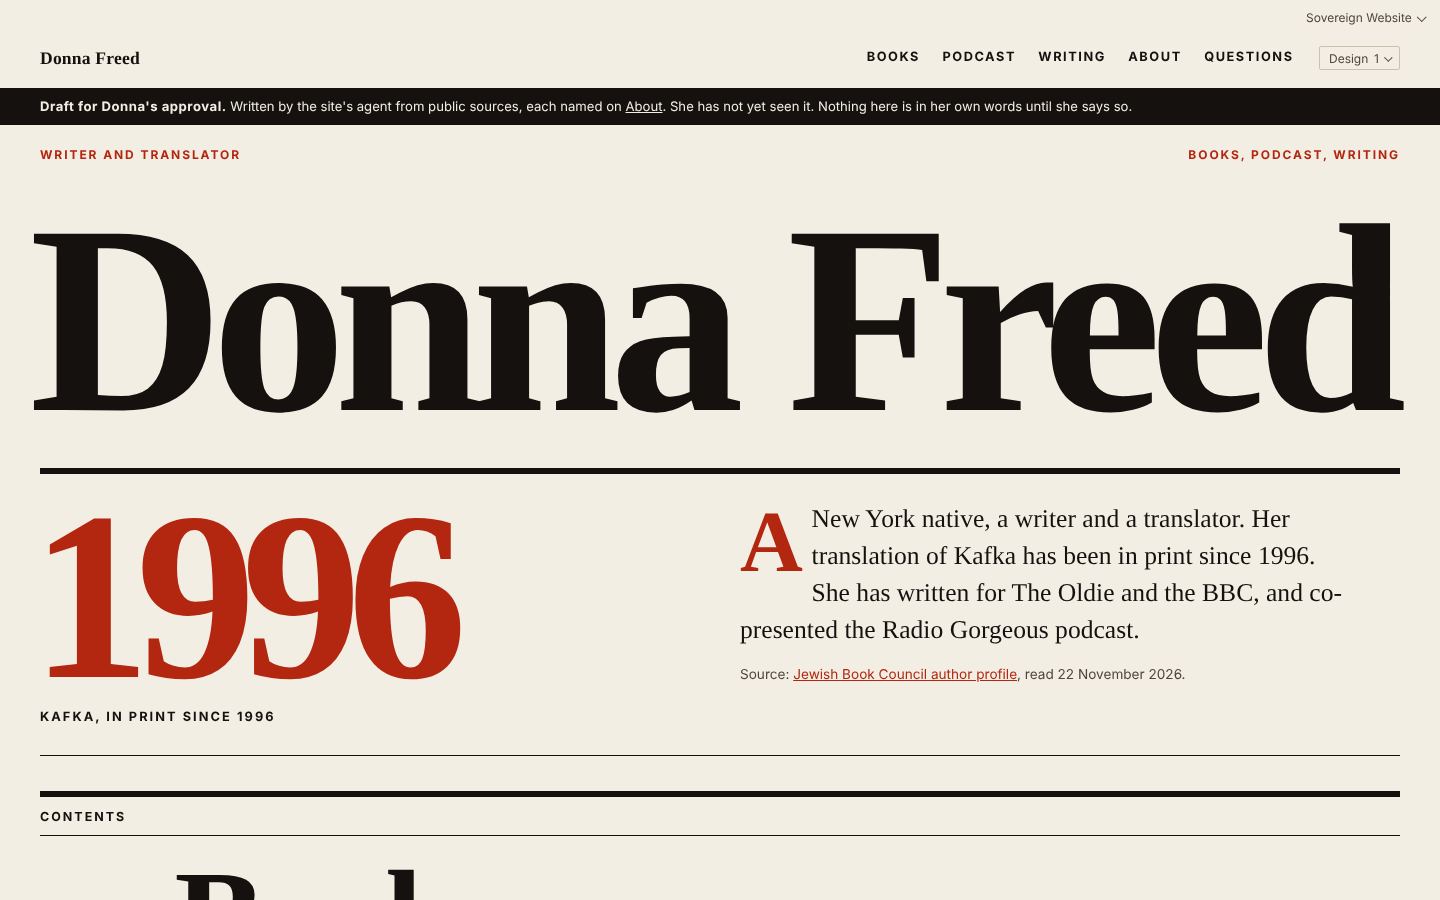 Sovereign Website
Donna Freed
BOOKS PODCAST WRITING ABOUT QUESTIONS Design 1
Draft for Donna's approval. Written by the site's agent from public sources, each named on About. She has not yet seen it. Nothing here is in her own words until she says so.
WRITER AND TRANSLATOR
BOOKS, PODCAST, WRITING
Donna Freed
1996
KAFKA, IN PRINT SINCE 1996
A New York native, a writer and a translator. Her
translation of Kafka has been in print since 1996.
She has written for The Oldie and the BBC, and co-
presented the Radio Gorgeous podcast.
Source: Jewish Book Council author profile, read 22 November 2026.
CONTENTS